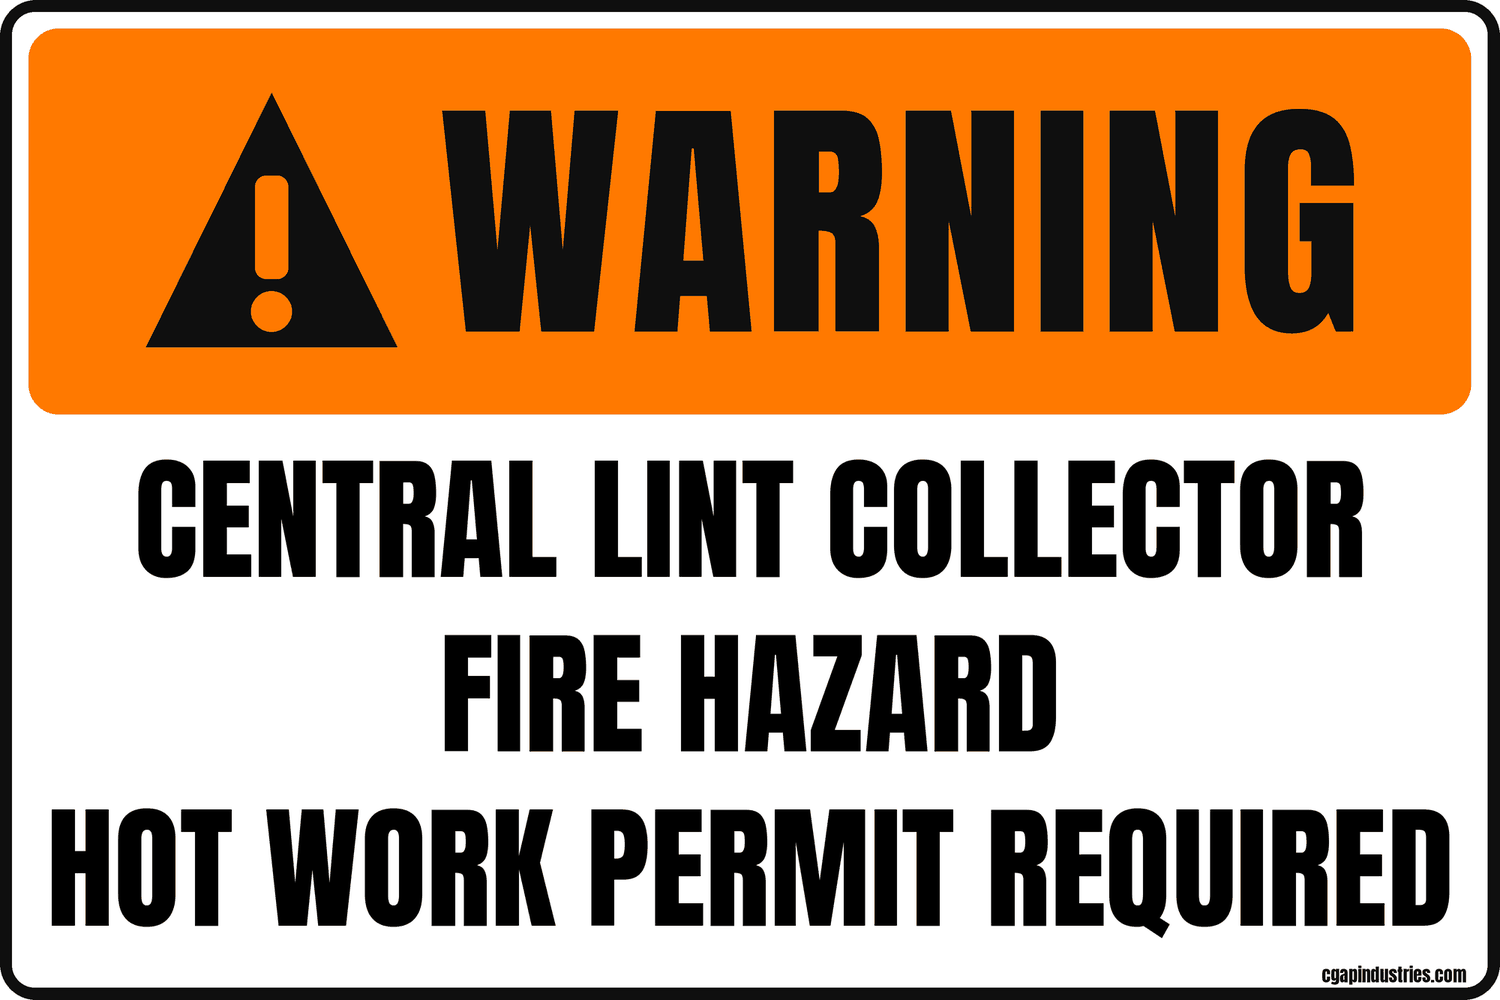 WARNING
CENTRAL LINT COLLECTOR
FIRE HAZARD
HOT WORK PERMIT REQUIRED
cgapindustries.com